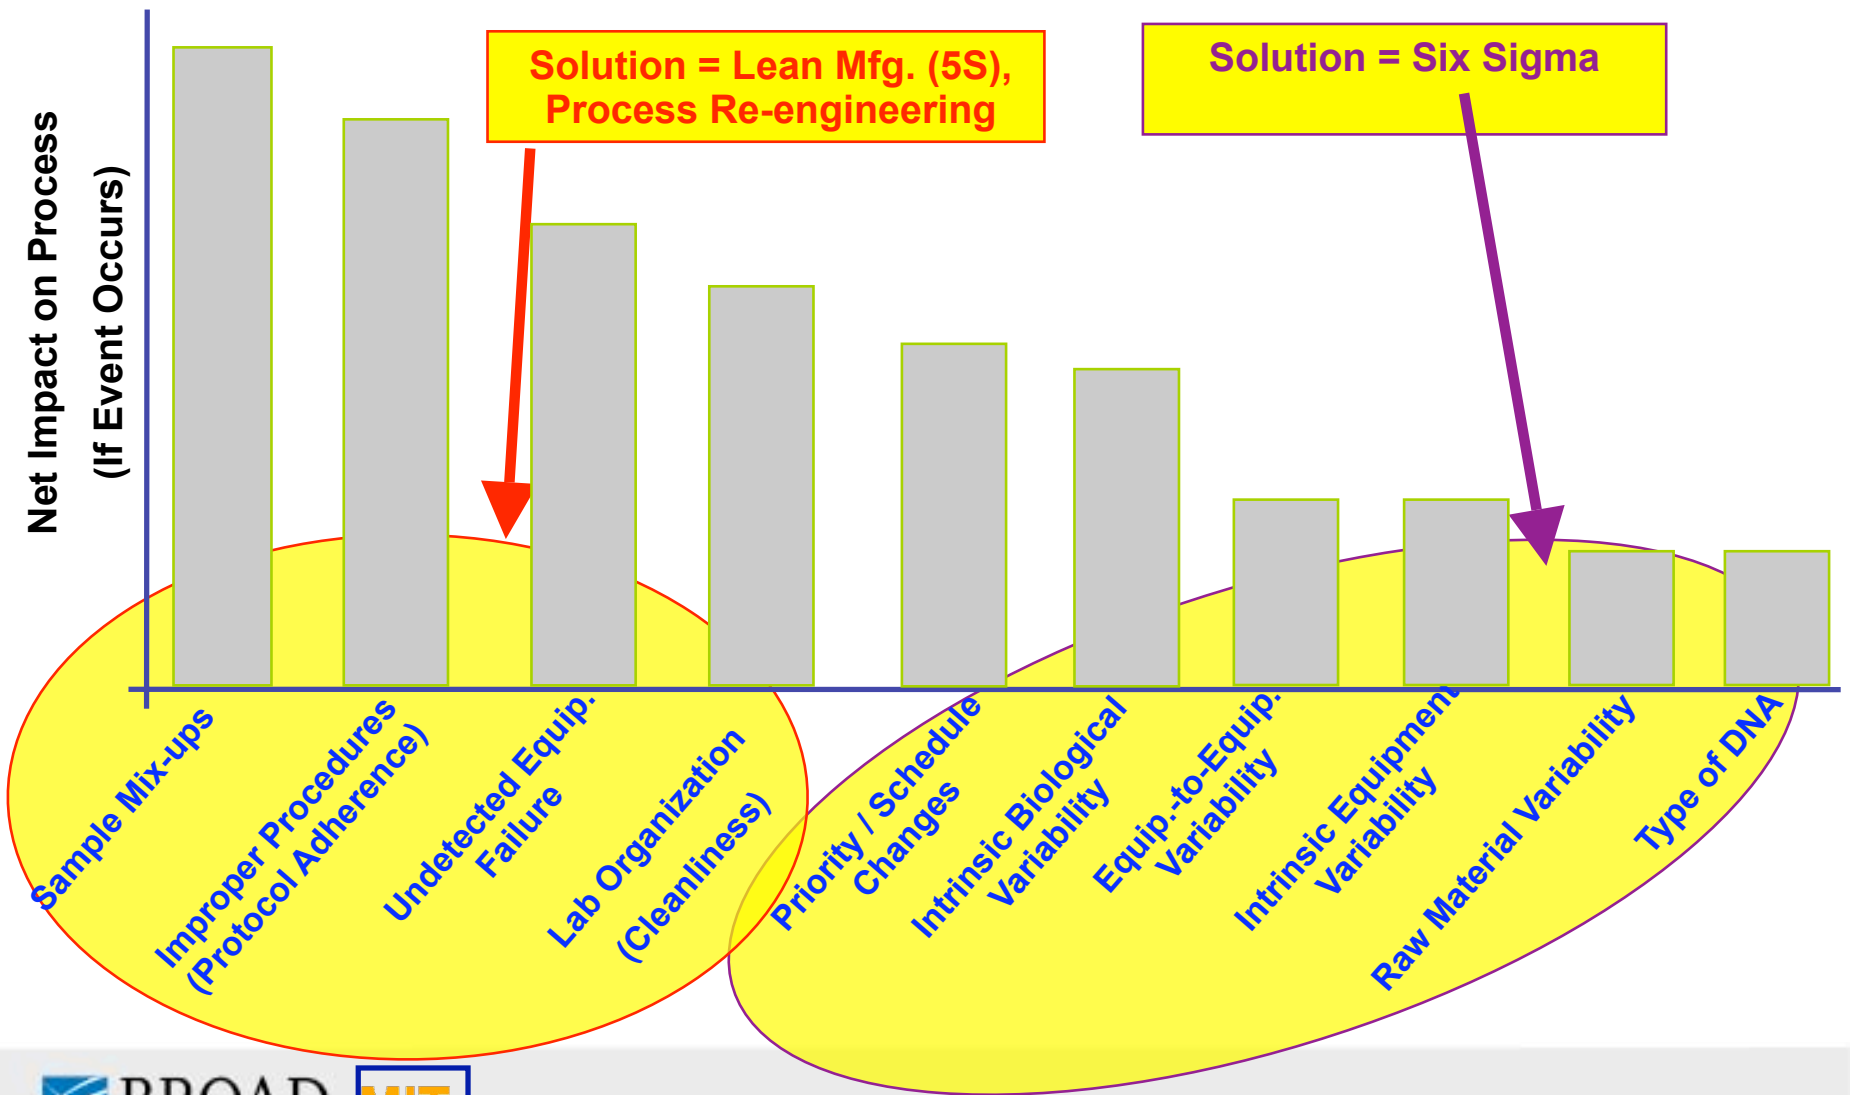 Solution = Lean Mfg. (5S),
Process Re-engineering
Solution = Six Sigma
Net Impact on Process
(If Event Occurs)
Sample Mix-ups
Improper Procedures
(Protocol Adherence)
Undetected Equip.
Failure
Lab Organization
(Cleanliness)
Priority / Schedule
Changes
Intrinsic Biological
Variability
Equip.-to-Equip.
Variability
Intrinsic Equipment
Variability
Raw Material Variability
Type of DNA
BROAD
MIT